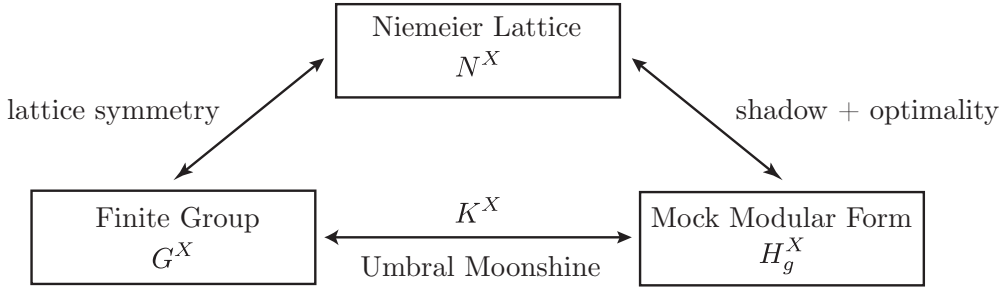 Niemeier Lattice
N^X
lattice symmetry
shadow + optimality
Finite Group
G^X
K^X
Umbral Moonshine
Mock Modular Form
H_g^X